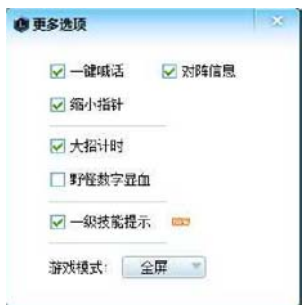 更多选项
一键喊话 对阵信息
缩小指针
大招计时
野怪数字显血
一级技能提示 NEW
游戏模式： 全屏